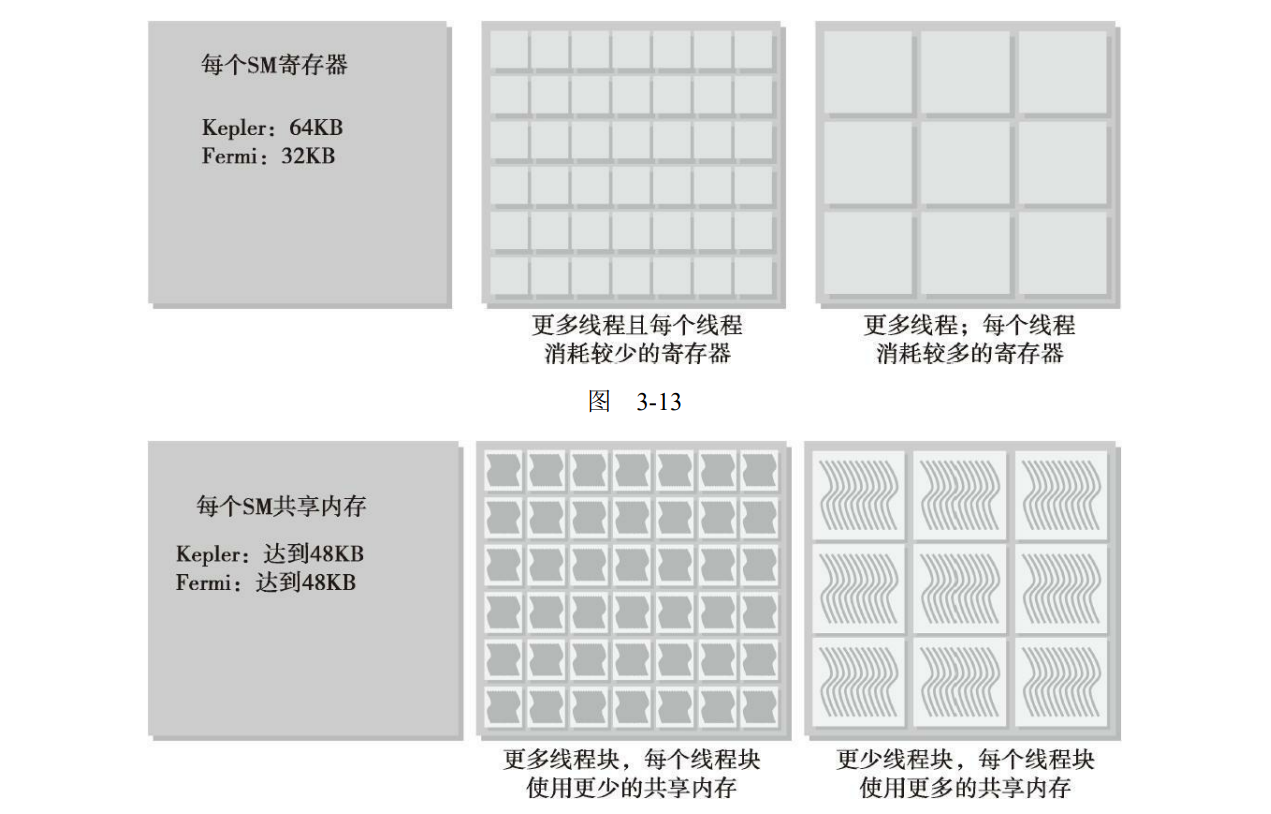 每个SM寄存器
Kepler：64KB
Fermi：32KB
更多线程且每个线程
消耗较少的寄存器
更多线程；每个线程
消耗较多的寄存器
图 3-13
每个SM共享内存
Kepler：达到48KB
Fermi：达到48KB
更多线程块，每个线程块
使用更少的共享内存
更少线程块，每个线程块
使用更多的共享内存